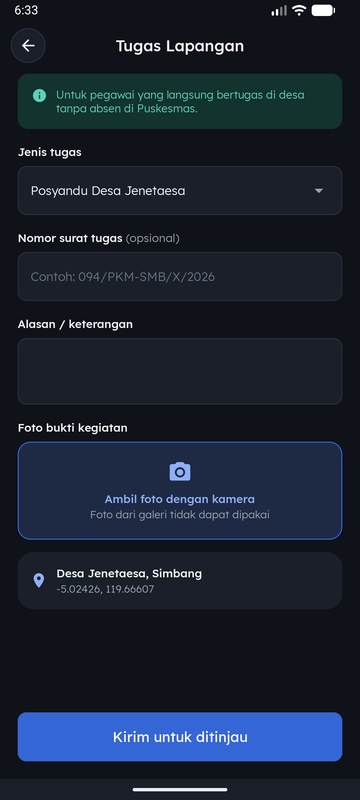 6:33
Tugas Lapangan
Untuk pegawai yang langsung bertugas di desa
tanpa absen di Puskesmas.
Jenis tugas
Posyandu Desa Jenetaesa
Nomor surat tugas (opsional)
Contoh: 094/PKM-SMB/X/2026
Alasan / keterangan
Foto bukti kegiatan
Ambil foto dengan kamera
Foto dari galeri tidak dapat dipakai
Desa Jenetaesa, Simbang
-5.02426, 119.66607
Kirim untuk ditinjau